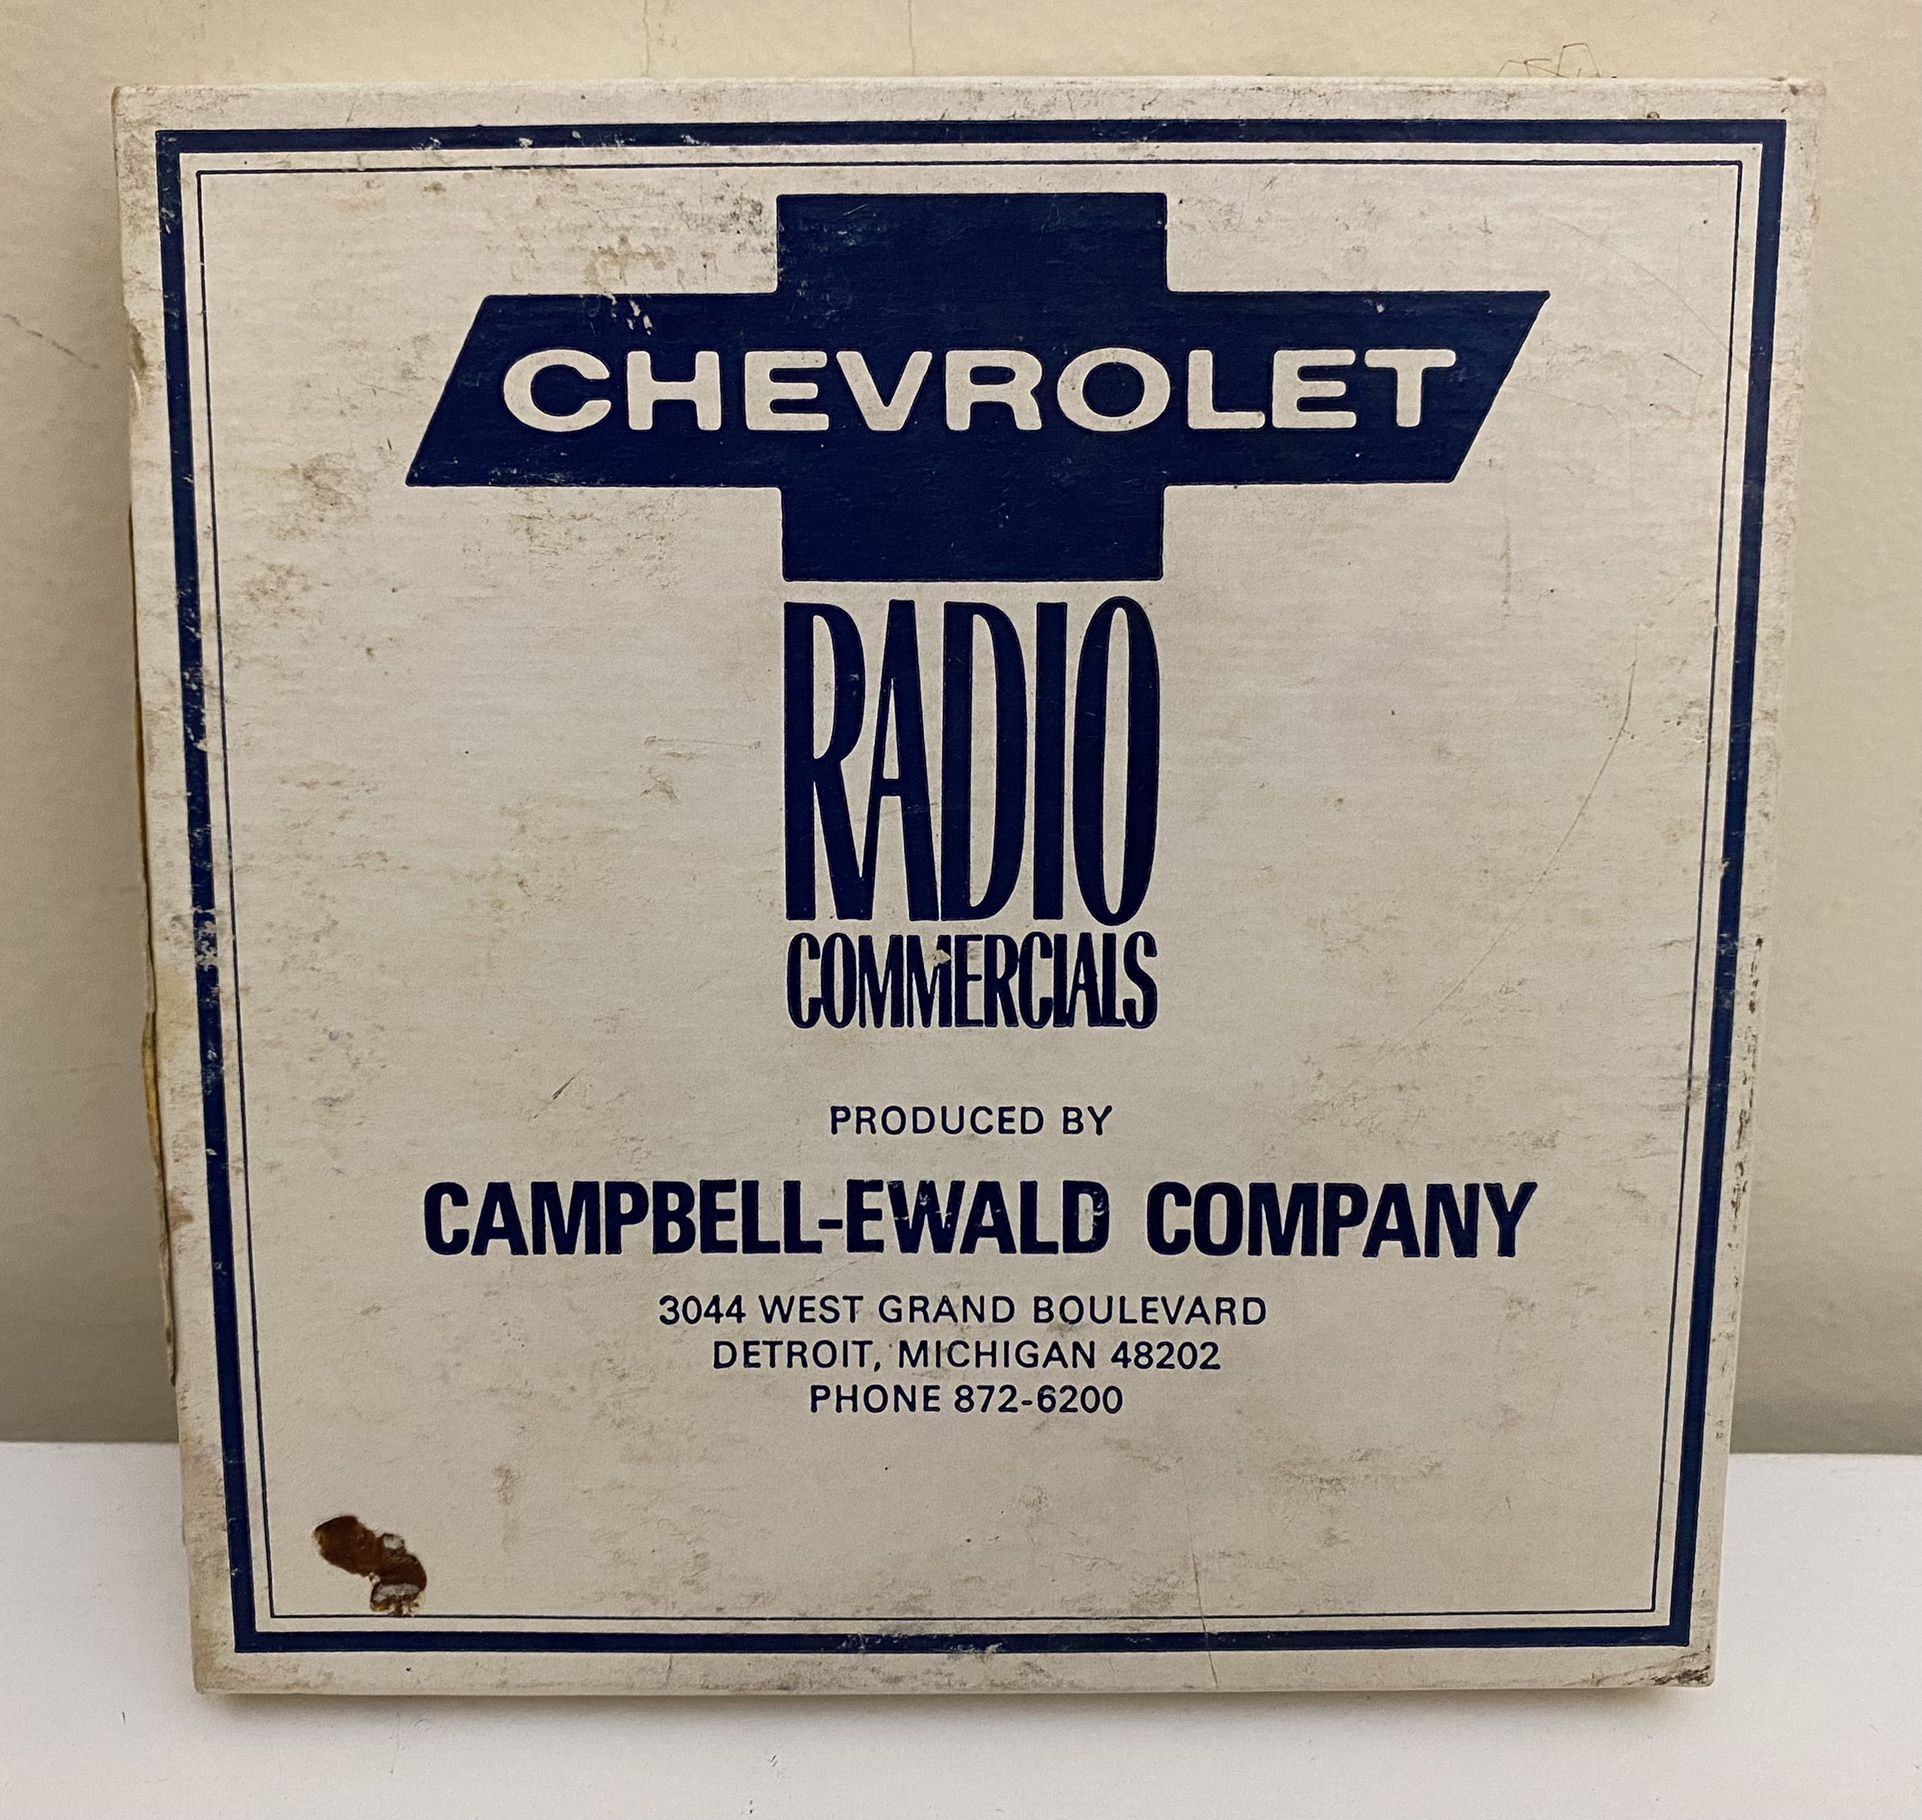 CHEVROLET
RADIO
COMMERCIALS
PRODUCED BY
CAMPBELL-EWALD COMPANY
3044 WEST GRAND BOULEVARD
DETROIT, MICHIGAN 48202
PHONE 872-6200